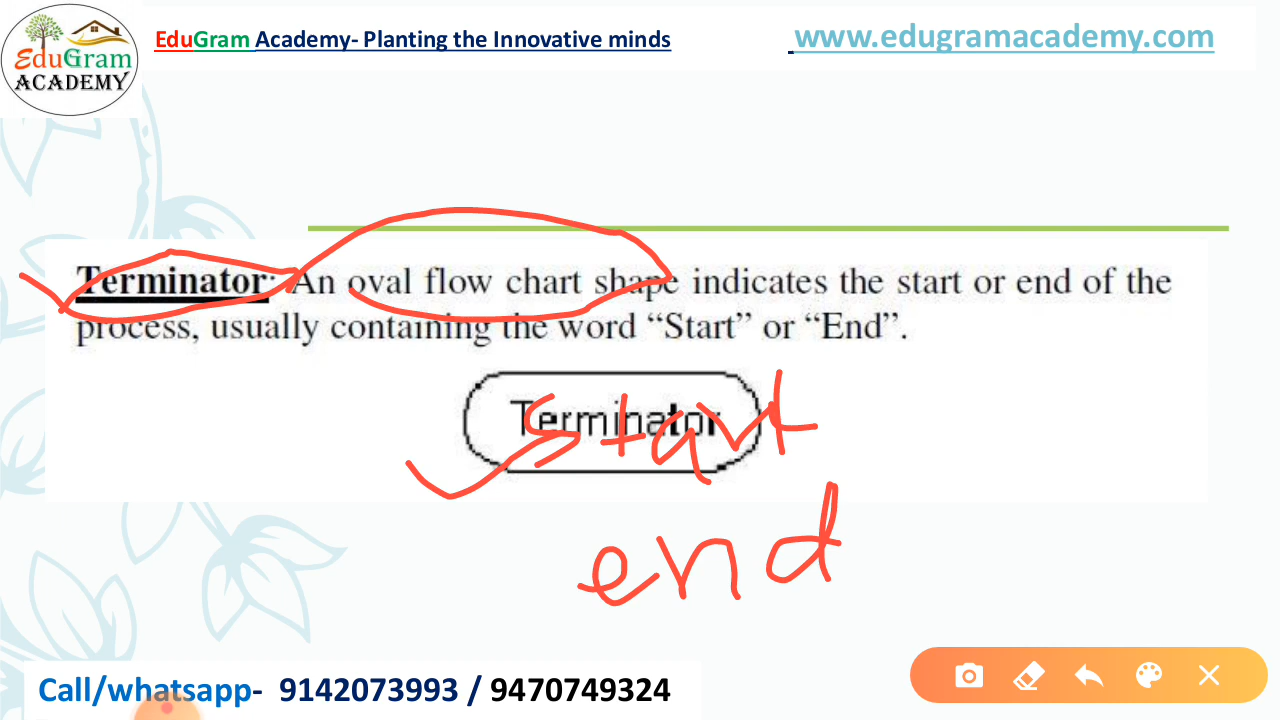 EduGram
ACADEMY
EduGram Academy- Planting the Innovative minds
www.edugramacademy.com
Terminator: An oval flow chart shape indicates the start or end of the
process, usually containing the word “Start” or “End”.
Terminator
start
end
Call/whatsapp- 9142073993 / 9470749324